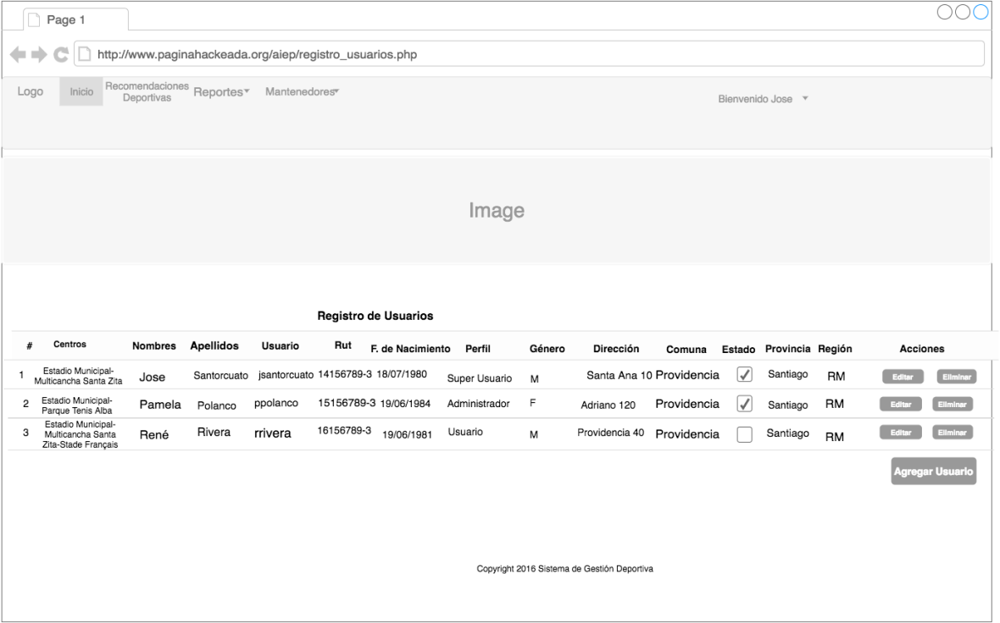 Page 1
http://www.paginahackeada.org/aiep/registro_usuarios.php
Logo Inicio Recomendaciones Deportivas Reportes Mantenedores Bienvenido Jose
Image
Registro de Usuarios
# Centros Nombres Apellidos Usuario Rut F. de Nacimiento Perfil Género Dirección Comuna Estado Provincia Región Acciones
1 Estadio Municipal-Multicancha Santa Zita Jose Santorcuato jsantorcuato 14156789-3 18/07/1980 Super Usuario M Santa Ana 10 Providencia Santiago RM Editar Eliminar
2 Estadio Municipal-Parque Tenis Alba Pamela Polanco ppolanco 15156789-3 19/06/1984 Administrador F Adriano 120 Providencia Santiago RM Editar Eliminar
3 Estadio Municipal-Multicancha Santa Zita-Stade Français René Rivera rrivera 16156789-3 19/06/1981 Usuario M Providencia 40 Providencia Santiago RM Editar Eliminar
Agregar Usuario
Copyright 2016 Sistema de Gestión Deportiva